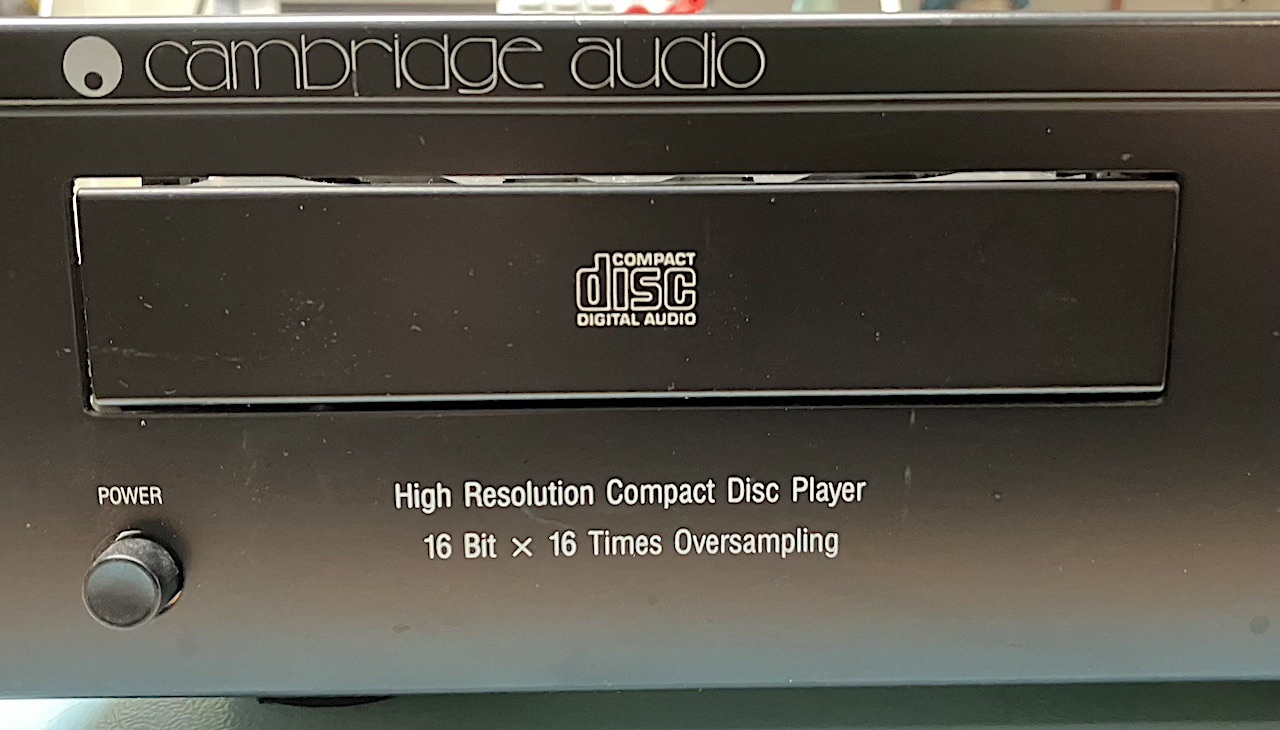 cambridge audio
COMPACT
disc
DIGITAL AUDIO
POWER
High Resolution Compact Disc Player
16 Bit × 16 Times Oversampling